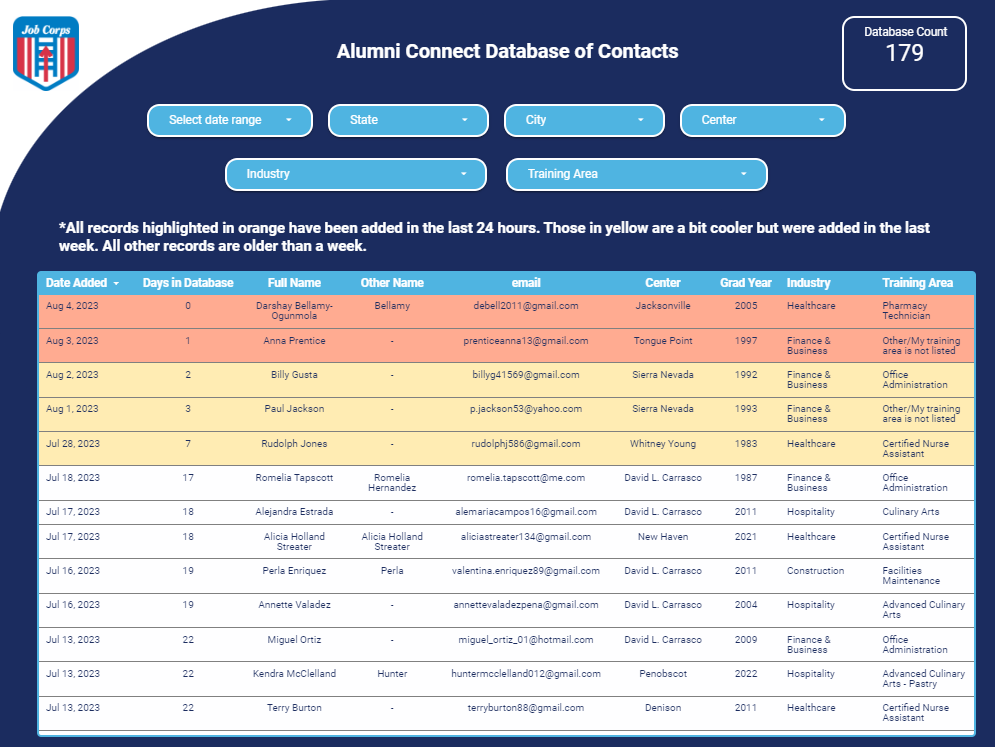 Job Corps
Alumni Connect Database of Contacts
Database Count
179
Select date range
State
City
Center
Industry
Training Area
*All records highlighted in orange have been added in the last 24 hours. Those in yellow are a bit cooler but were added in the last
week. All other records are older than a week.
Date Added Days in Database Full Name Other Name email Center Grad Year Industry Training Area
Aug 4, 2023 0 Darshay Bellamy- Bellamy debell2011@gmail.com Jacksonville 2005 Healthcare Pharmacy
Ogunmola Technician
Aug 3, 2023 1 Anna Prentice - prenticeanna13@gmail.com Tongue Point 1997 Finance & Other/My training
Business area is not listed
Aug 2, 2023 2 Billy Gusta - billyg41569@gmail.com Sierra Nevada 1992 Finance & Office
Business Administration
Aug 1, 2023 3 Paul Jackson - p.jackson53@yahoo.com Sierra Nevada 1993 Finance & Other/My training
Business area is not listed
Jul 28, 2023 7 Rudolph Jones - rudolphj586@gmail.com Whitney Young 1983 Healthcare Certified Nurse
Assistant
Jul 18, 2023 17 Romelia Tapscott Romelia romelia.tapscott@me.com David L. Carrasco 1987 Finance & Office
Hernandez Business Administration
Jul 17, 2023 18 Alejandra Estrada - alemariacampos16@gmail.com David L. Carrasco 2011 Hospitality Culinary Arts
Jul 17, 2023 18 Alicia Holland Alicia Holland aliciastreater134@gmail.com New Haven 2021 Healthcare Certified Nurse
Streater Streater Assistant
Jul 16, 2023 19 Perla Enriquez Perla valentina.enriquez89@gmail.com David L. Carrasco 2011 Construction Facilities
Maintenance
Jul 16, 2023 19 Annette Valadez - annettevaladezpena@gmail.com David L. Carrasco 2004 Hospitality Advanced Culinary
Arts
Jul 13, 2023 22 Miguel Ortiz - miguel_ortiz_01@hotmail.com David L. Carrasco 2009 Finance & Office
Business Administration
Jul 13, 2023 22 Kendra McClelland Hunter huntermcclelland012@gmail.com Penobscot 2022 Hospitality Advanced Culinary
Arts - Pastry
Jul 13, 2023 22 Terry Burton - terryburton88@gmail.com Denison 2011 Healthcare Certified Nurse
Assistant